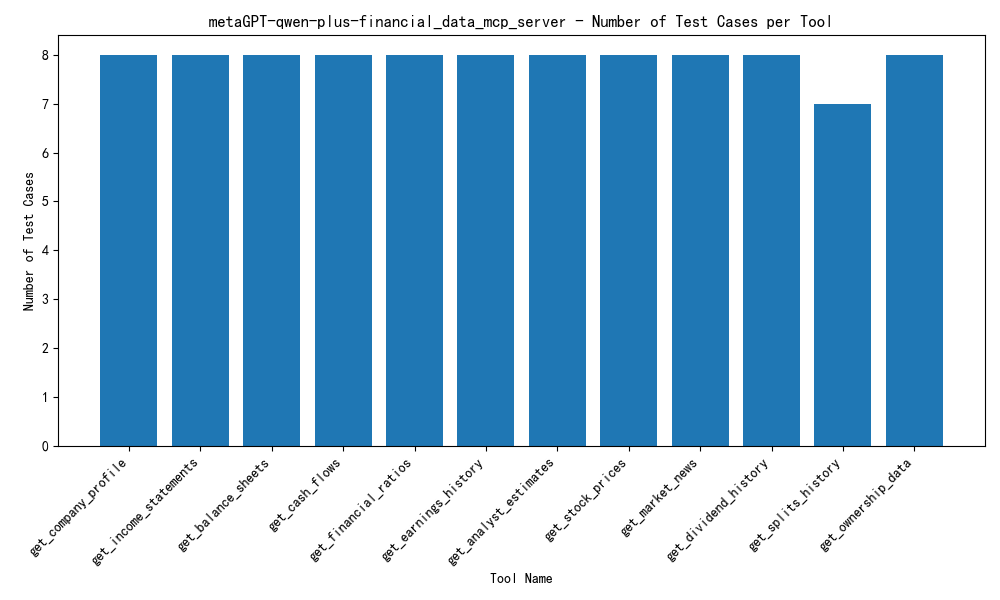 metaGPT-qwen-plus-financial_data_mcp_server - Number of Test Cases per Tool
Number of Test Cases
8
7
6
5
4
3
2
1
0
get_company_profile
get_income_statements
get_balance_sheets
get_cash_flows
get_financial_ratios
get_earnings_history
get_analyst_estimates
get_stock_prices
get_market_news
get_dividend_history
get_splits_history
get_ownership_data
Tool Name